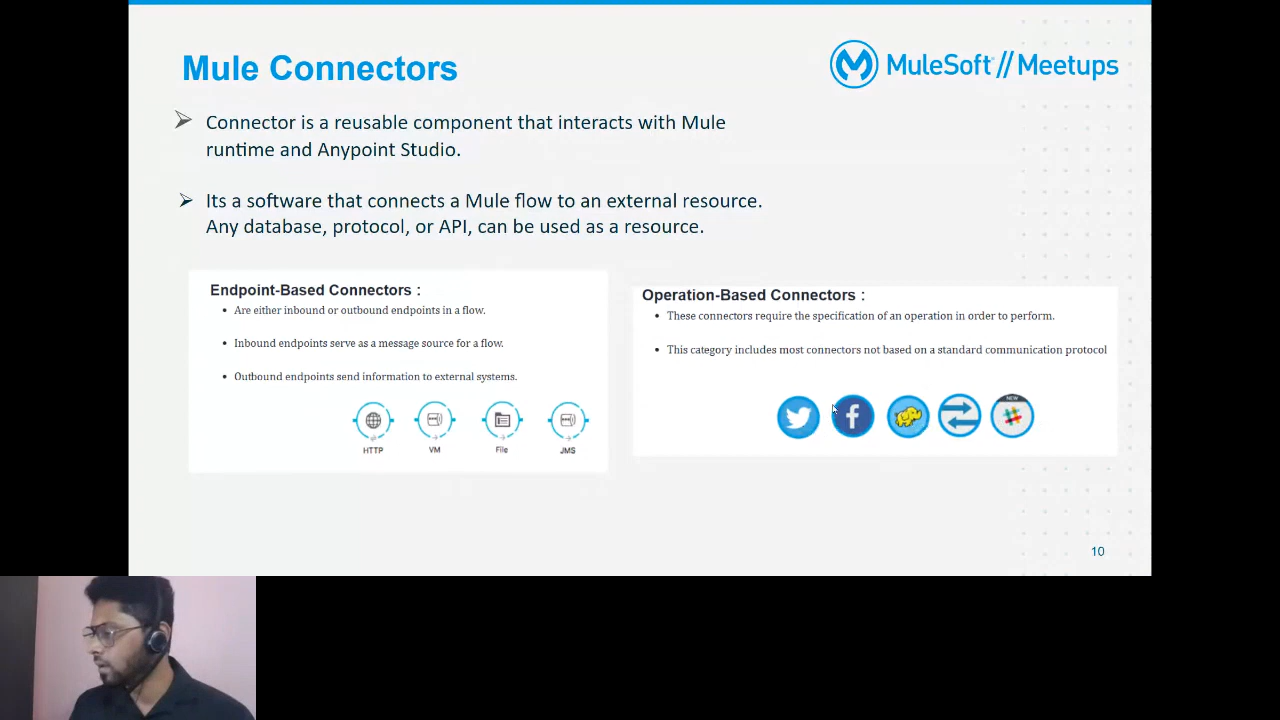 Mule Connectors
MuleSoft // Meetups
Connector is a reusable component that interacts with Mule
runtime and Anypoint Studio.
Its a software that connects a Mule flow to an external resource.
Any database, protocol, or API, can be used as a resource.
Endpoint-Based Connectors :
Are either inbound or outbound endpoints in a flow.
Inbound endpoints serve as a message source for a flow.
Outbound endpoints send information to external systems.
HTTP VM File JMS
Operation-Based Connectors :
These connectors require the specification of an operation in order to perform.
This category includes most connectors not based on a standard communication protocol
NEW
10